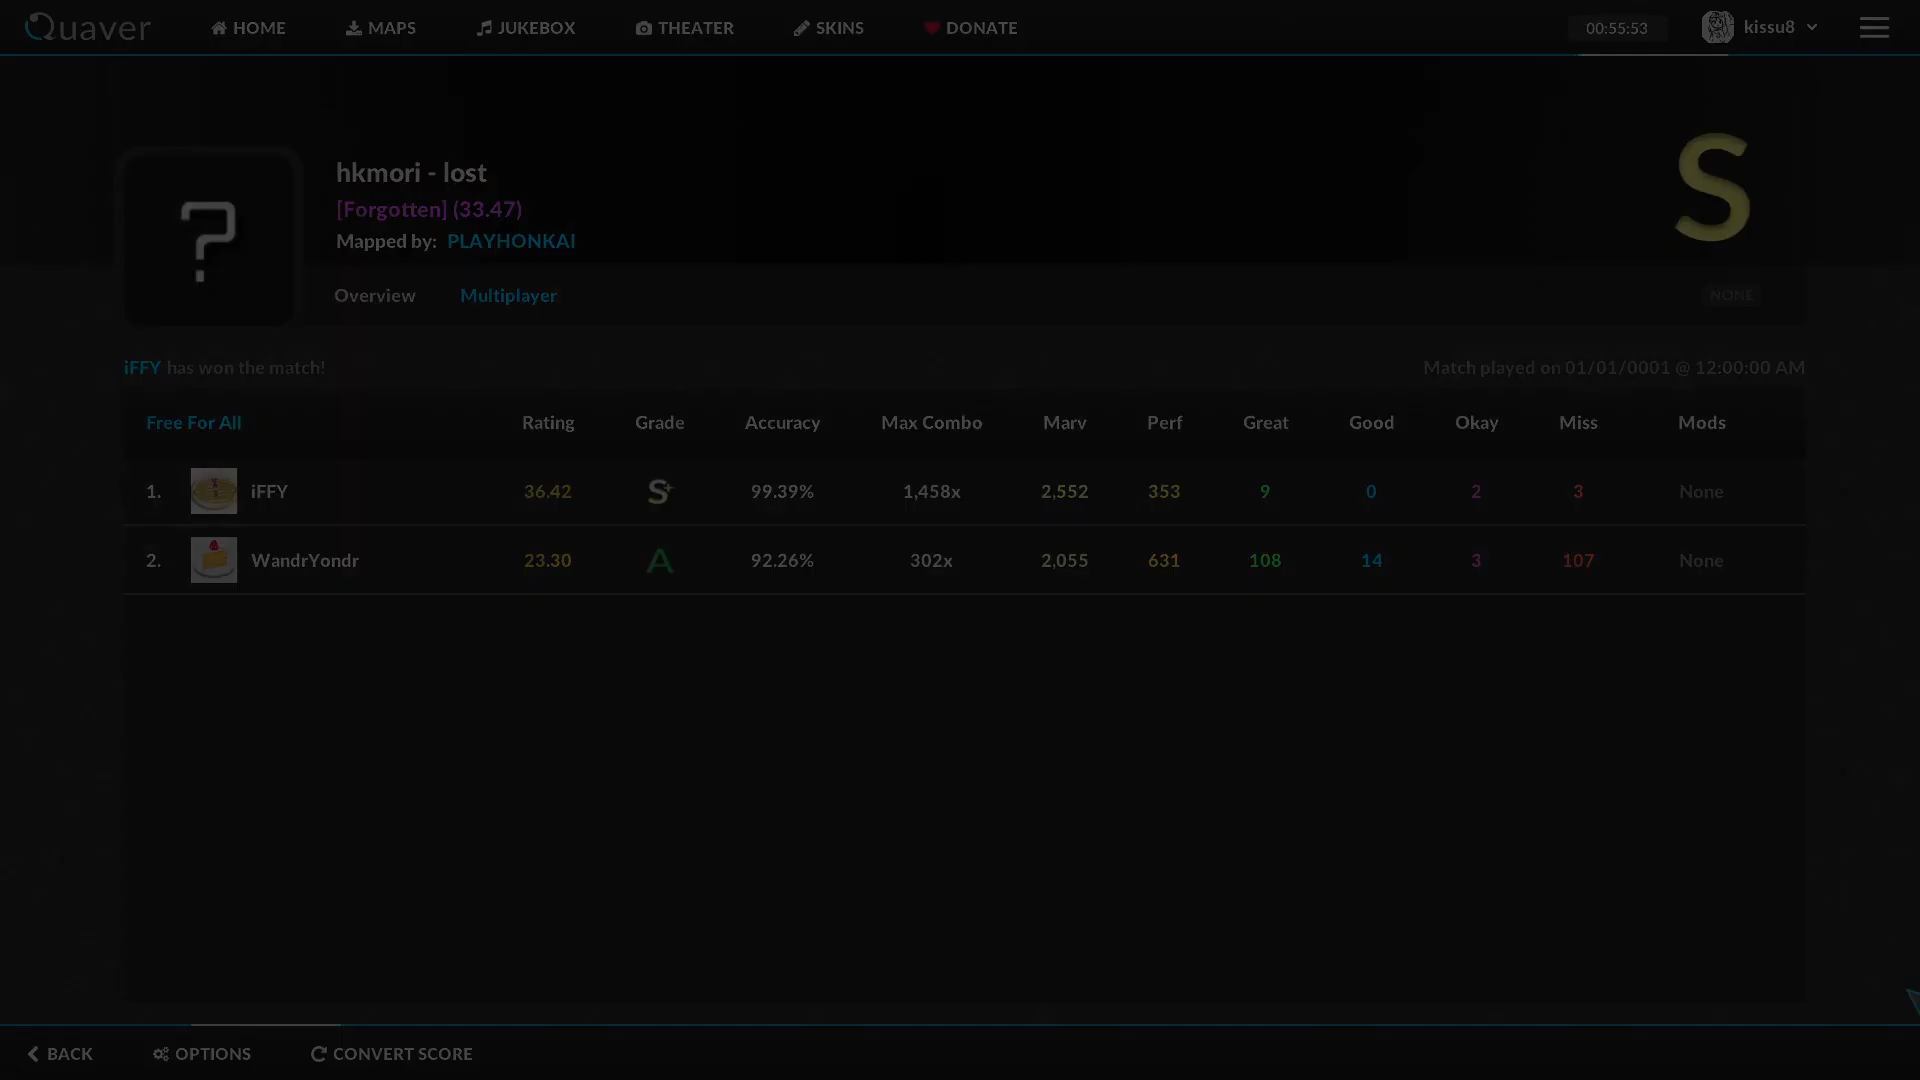 Quaver HOME MAPS JUKEBOX THEATER SKINS DONATE 00:55:53 kissu8
hkmori - lost
[Forgotten] (33.47)
Mapped by: PLAYHONKAI
S
Overview Multiplayer NONE
iFFY has won the match! Match played on 01/01/0001 @ 12:00:00 AM
Free For All Rating Grade Accuracy Max Combo Marv Perf Great Good Okay Miss Mods
1. iFFY 36.42 S+ 99.39% 1,458x 2,552 353 9 0 2 3 None
2. WandrYondr 23.30 A 92.26% 302x 2,055 631 108 14 3 107 None
BACK OPTIONS CONVERT SCORE